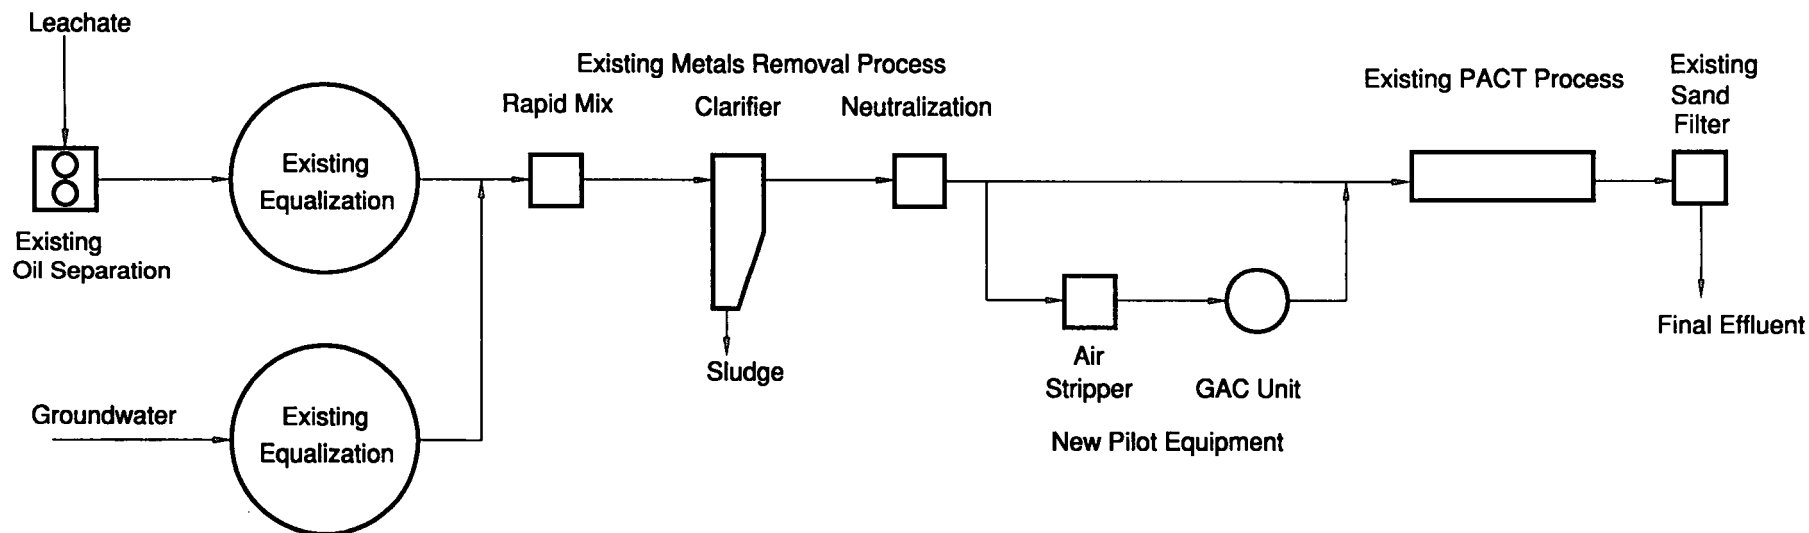 Leachate
Existing Metals Removal Process
Rapid Mix
Clarifier
Neutralization
Existing PACT Process
Existing
Sand
Filter
Existing
Equalization
Existing
Oil Separation
Sludge
Air
Stripper
GAC Unit
New Pilot Equipment
Final Effluent
Groundwater
Existing
Equalization